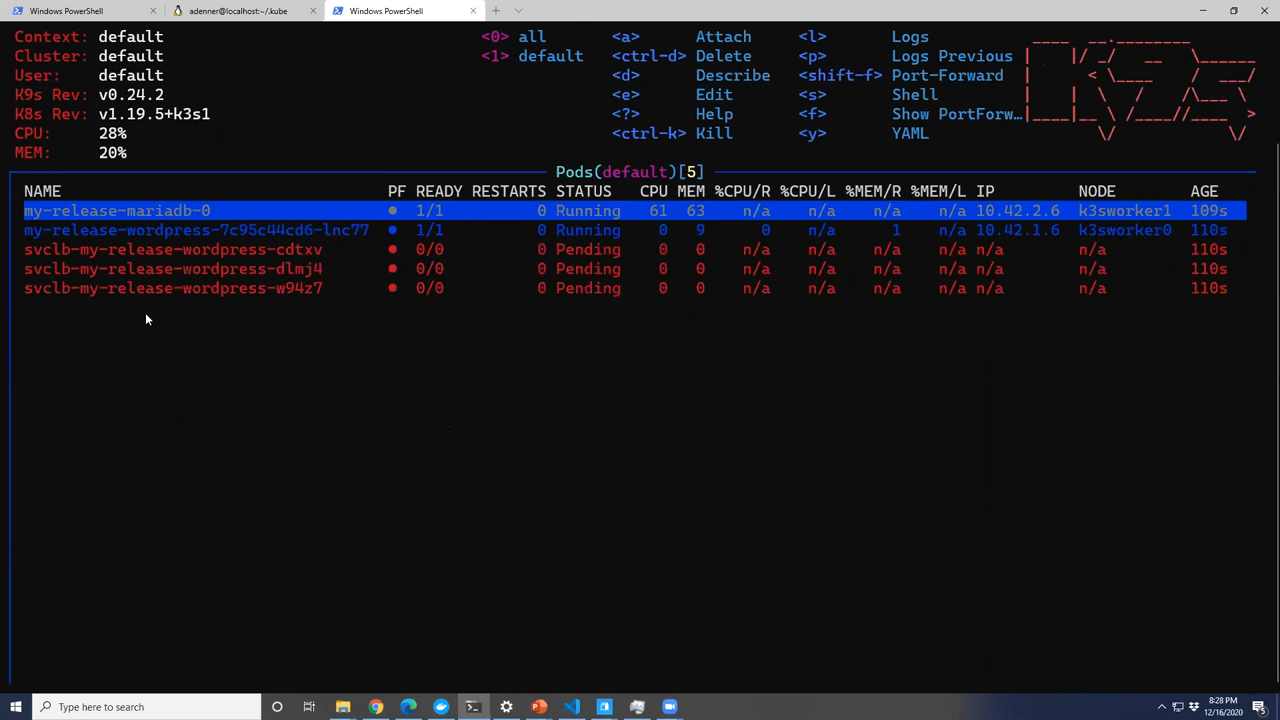 Windows PowerShell
adenner@localhost:~/.kube
Windows PowerShell
Context: default <0> all <a> Attach <l> Logs
Cluster: default <1> default <ctrl-d> Delete <p> Logs Previous
User: default <d> Describe <shift-f> Port-Forward
K9s Rev: v0.24.2 <e> Edit <s> Shell
K8s Rev: v1.19.5+k3s1 <?> Help <f> Show PortForw…
CPU: 28% <ctrl-k> Kill <y> YAML
MEM: 20%
K9s
Pods(default)[5]
NAME PF READY RESTARTS STATUS CPU MEM %CPU/R %CPU/L %MEM/R %MEM/L IP NODE AGE
my-release-mariadb-0 ● 1/1 0 Running 61 63 n/a n/a n/a n/a 10.42.2.6 k3sworker1 109s
my-release-wordpress-7c95c44cd6-lnc77 ● 1/1 0 Running 0 9 0 n/a 1 n/a 10.42.1.6 k3sworker0 110s
svclb-my-release-wordpress-cdtxv ● 0/0 0 Pending 0 0 n/a n/a n/a n/a n/a n/a 110s
svclb-my-release-wordpress-dlmj4 ● 0/0 0 Pending 0 0 n/a n/a n/a n/a n/a n/a 110s
svclb-my-release-wordpress-w94z7 ● 0/0 0 Pending 0 0 n/a n/a n/a n/a n/a n/a 110s
Type here to search
8:28 PM
12/16/2020
5